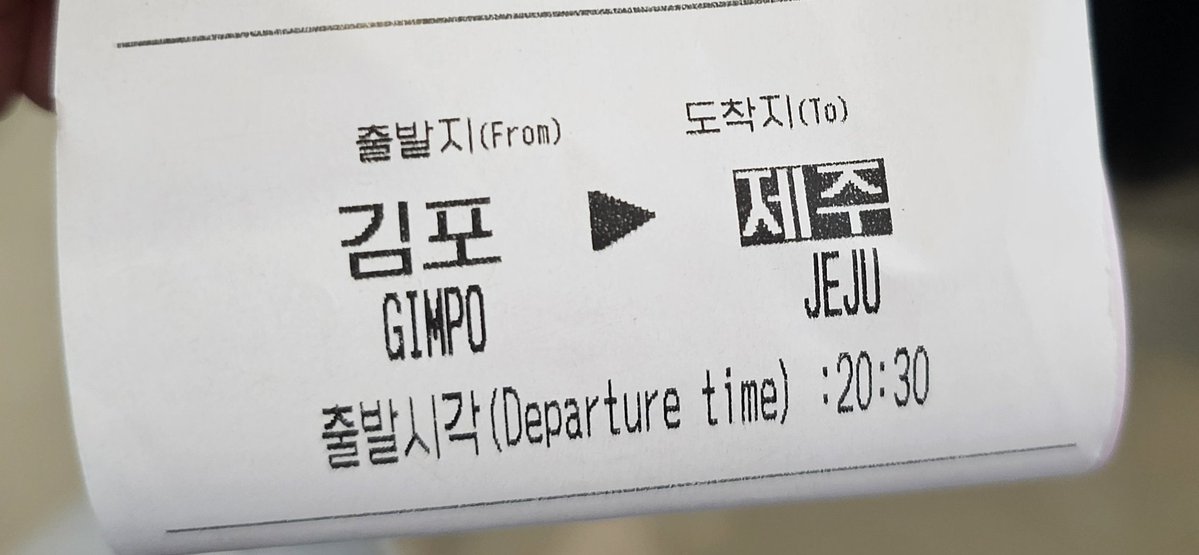 출발지(From) 도착지(To)
김포 ▶ 제주
GIMPO JEJU
출발시각(Departure time) :20:30